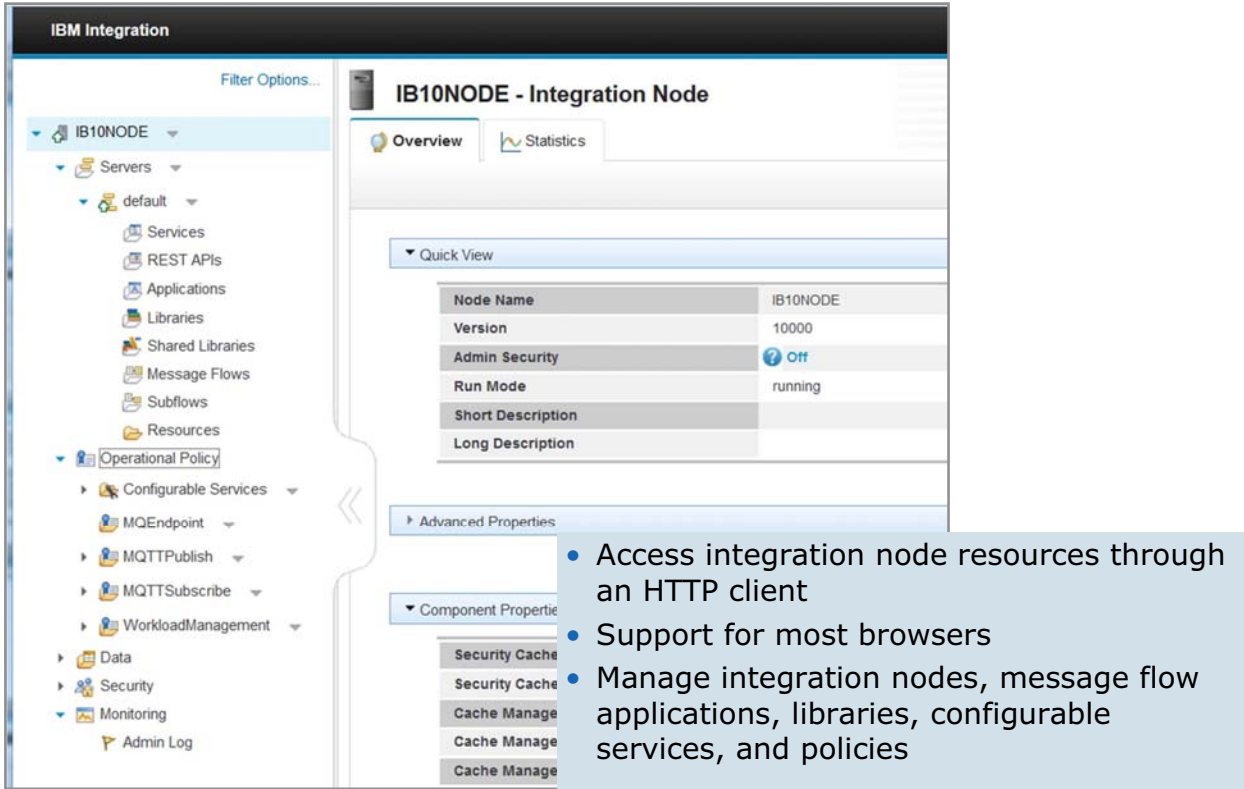 IBM Integration
Filter Options...
IB10NODE
Servers
default
Services
REST APIs
Applications
Libraries
Shared Libraries
Message Flows
Subflows
Resources
Operational Policy
Configurable Services
MQEndpoint
MQTTPublish
MQTTSubscribe
WorkloadManagement
Data
Security
Monitoring
Admin Log
IB10NODE - Integration Node
Overview
Statistics
Quick View
Node Name IB10NODE
Version 10000
Admin Security ? Off
Run Mode running
Short Description
Long Description
Advanced Properties
Component Propertie
Security Cache
Security Cache
Cache Manage
Cache Manage
Cache Manage
• Access integration node resources through
an HTTP client
• Support for most browsers
• Manage integration nodes, message flow
applications, libraries, configurable
services, and policies